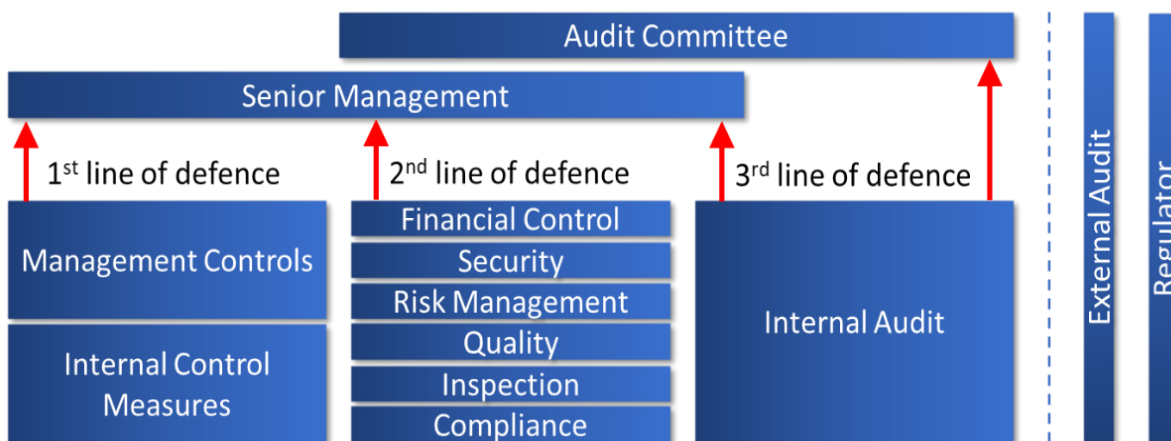 Audit Committee
Senior Management
1st line of defence
2nd line of defence
3rd line of defence
Management Controls
Internal Control
Measures
Financial Control
Security
Risk Management
Quality
Inspection
Compliance
Internal Audit
External Audit
Regulator